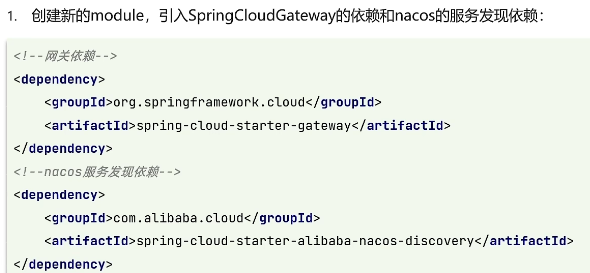 1. 创建新的module，引入SpringCloudGateway的依赖和nacos的服务发现依赖：
<!--网关依赖-->
<dependency>
    <groupId>org.springframework.cloud</groupId>
    <artifactId>spring-cloud-starter-gateway</artifactId>
</dependency>
<!--nacos服务发现依赖-->
<dependency>
    <groupId>com.alibaba.cloud</groupId>
    <artifactId>spring-cloud-starter-alibaba-nacos-discovery</artifactId>
</dependency>